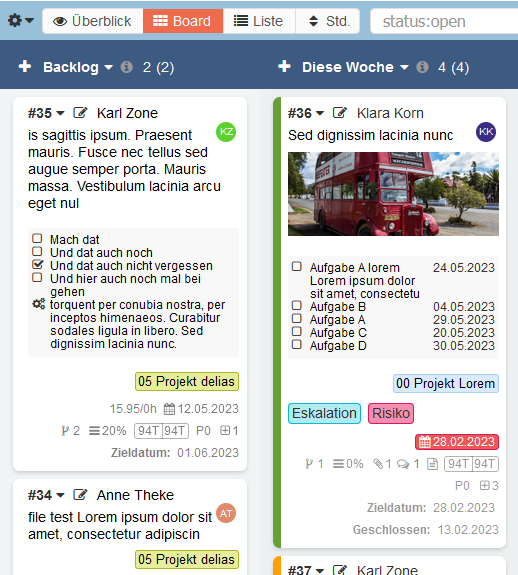 Überblick Board Liste Std. status:open
Backlog 2 (2)
Diese Woche 4 (4)
#35 Karl Zone
is sagittis ipsum. Praesent KZ
mauris. Fusce nec tellus sed
augue semper porta. Mauris
massa. Vestibulum lacinia arcu
eget nul
Mach dat
Und dat auch noch
Und dat auch nicht vergessen
Und hier auch noch mal bei
gehen
torquent per conubia nostra, per
inceptos himenaeos. Curabitur
sodales ligula in libero. Sed
dignissim lacinia nunc.
05 Projekt delias
15.95/0h 12.05.2023
2 20% 94T 94T P0 1
Zieldatum: 01.06.2023
#34 Anne Theke
file test Lorem ipsum dolor sit AT
amet, consectetur adipiscin
05 Projekt delias
#36 Klara Korn
Sed dignissim lacinia nunc KK
Aufgabe A lorem 24.05.2023
Lorem ipsum dolor
sit amet, consectetu
Aufgabe B 04.05.2023
Aufgabe A 29.05.2023
Aufgabe C 20.05.2023
Aufgabe D 30.05.2023
00 Projekt Lorem
Eskalation Risiko
28.02.2023
1 0% 1 1 94T 94T
P0 3
Zieldatum: 28.02.2023
Geschlossen: 13.02.2023
#37 Karl Zone